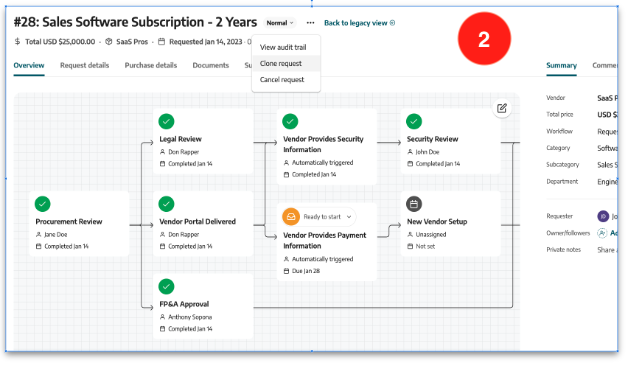 #28: Sales Software Subscription - 2 Years Normal Back to legacy view
Total USD $25,000.00 · SaaS Pros · Requested Jan 14, 2023 ·
View audit trail
Clone request
Cancel request
2
Overview Request details Purchase details Documents
Summary
Legal Review
Don Rapper
Completed Jan 14
Vendor Provides Security
Information
Automatically triggered
Completed Jan 14
Security Review
John Doe
Completed Jan 14
Procurement Review
Jane Doe
Completed Jan 14
Vendor Portal Delivered
Don Rapper
Completed Jan 14
Ready to start
Vendor Provides Payment
Information
Automatically triggered
Due Jan 28
New Vendor Setup
Unassigned
Not set
FP&A Approval
Anthony Sopona
Completed Jan 14
Vendor SaaS P
Total price USD $
Workflow Reque
Category Softwa
Subcategory Sales S
Department Engine
Requester Jo
Owner/followers Ad
Private notes Share